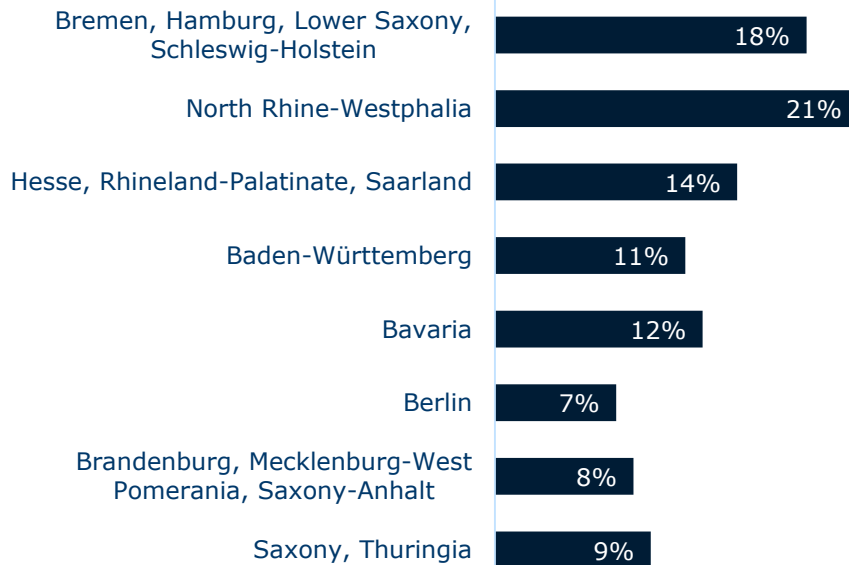 Bremen, Hamburg, Lower Saxony,
Schleswig-Holstein
18%
North Rhine-Westphalia
21%
Hesse, Rhineland-Palatinate, Saarland
14%
Baden-Württemberg
11%
Bavaria
12%
Berlin
7%
Brandenburg, Mecklenburg-West
Pomerania, Saxony-Anhalt
8%
Saxony, Thuringia
9%